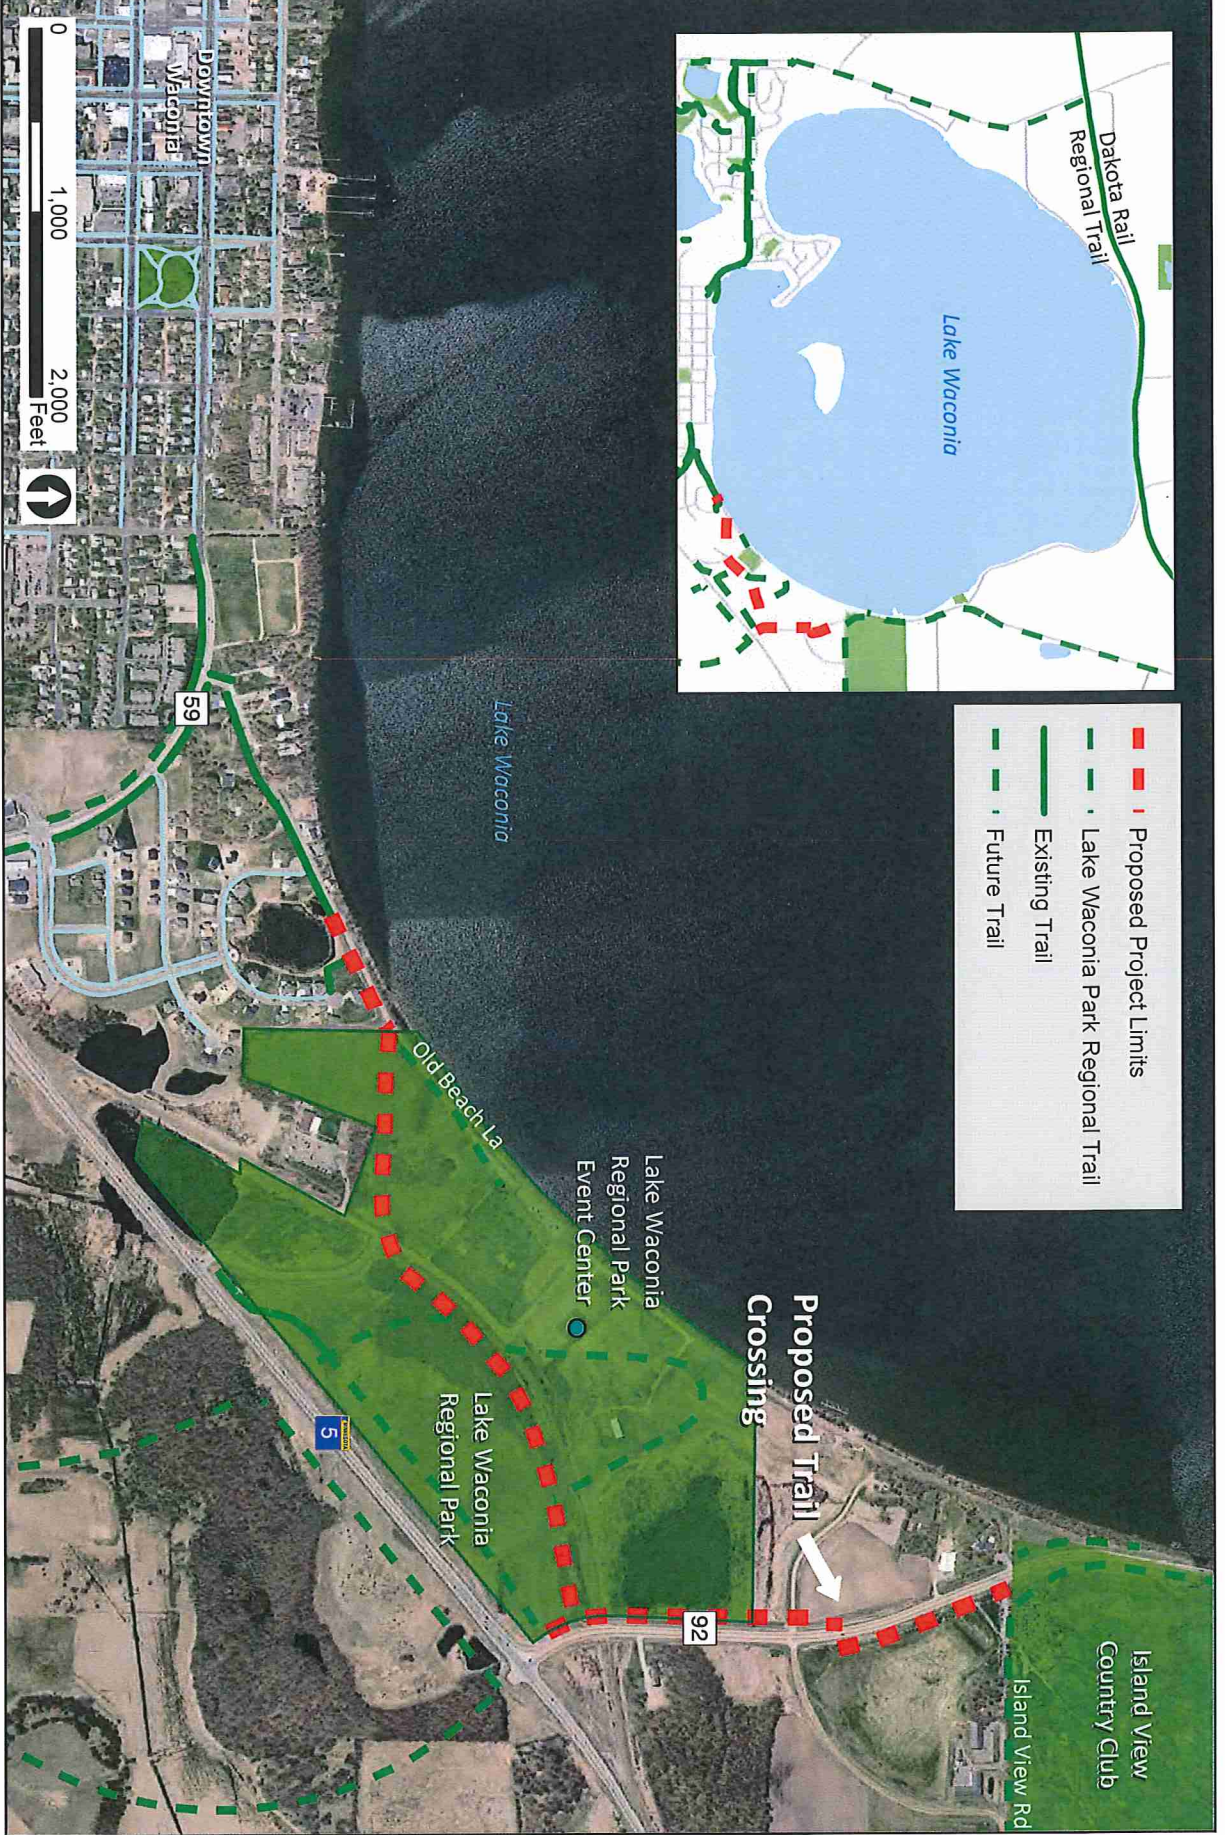 Dakota Rail
Regional Trail
Lake Waconia
Proposed Project Limits
Lake Waconia Park Regional Trail
Existing Trail
Future Trail
Island View
Country Club
Island View Rd
Proposed Trail
Crossing
92
Lake Waconia
Regional Park
Event Center
Lake Waconia
Old Beach La
Lake Waconia
Regional Park
MINNESOTA
5
59
Downtown
Waconia
0
1,000
2,000
Feet